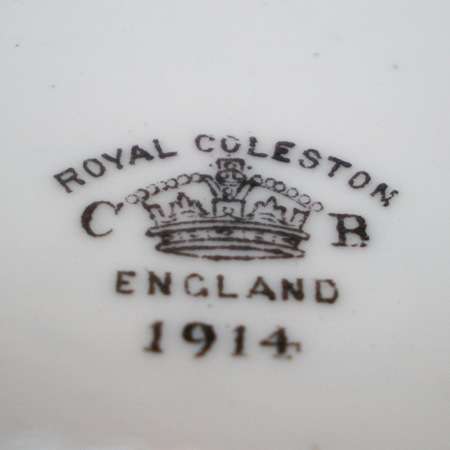 ROYAL COLESTON
C B
ENGLAND
1914